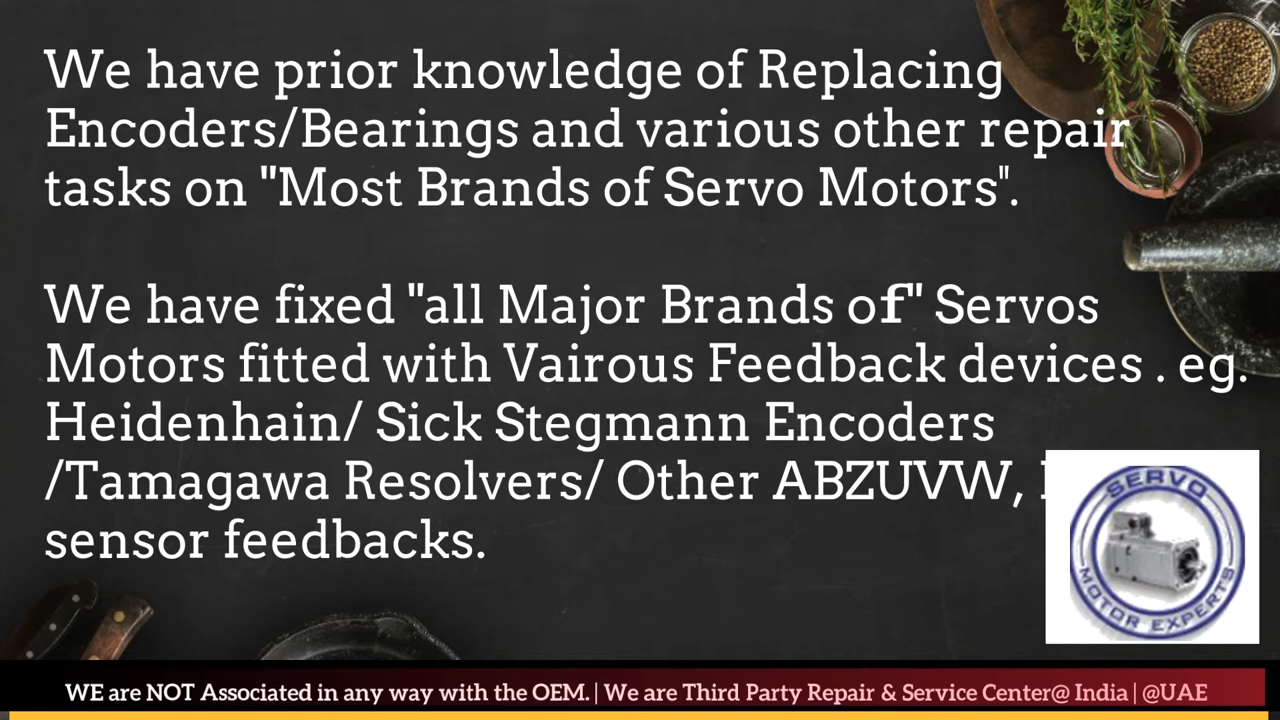 We have prior knowledge of Replacing
Encoders/Bearings and various other repair
tasks on "Most Brands of Servo Motors".
We have fixed "all Major Brands of" Servos
Motors fitted with Vairous Feedback devices . eg.
Heidenhain/ Sick Stegmann Encoders
/Tamagawa Resolvers/ Other ABZUVW,
sensor feedbacks.
SERVO
MOTOR EXPERTS
WE are NOT Associated in any way with the OEM. | We are Third Party Repair & Service Center@ India | @UAE